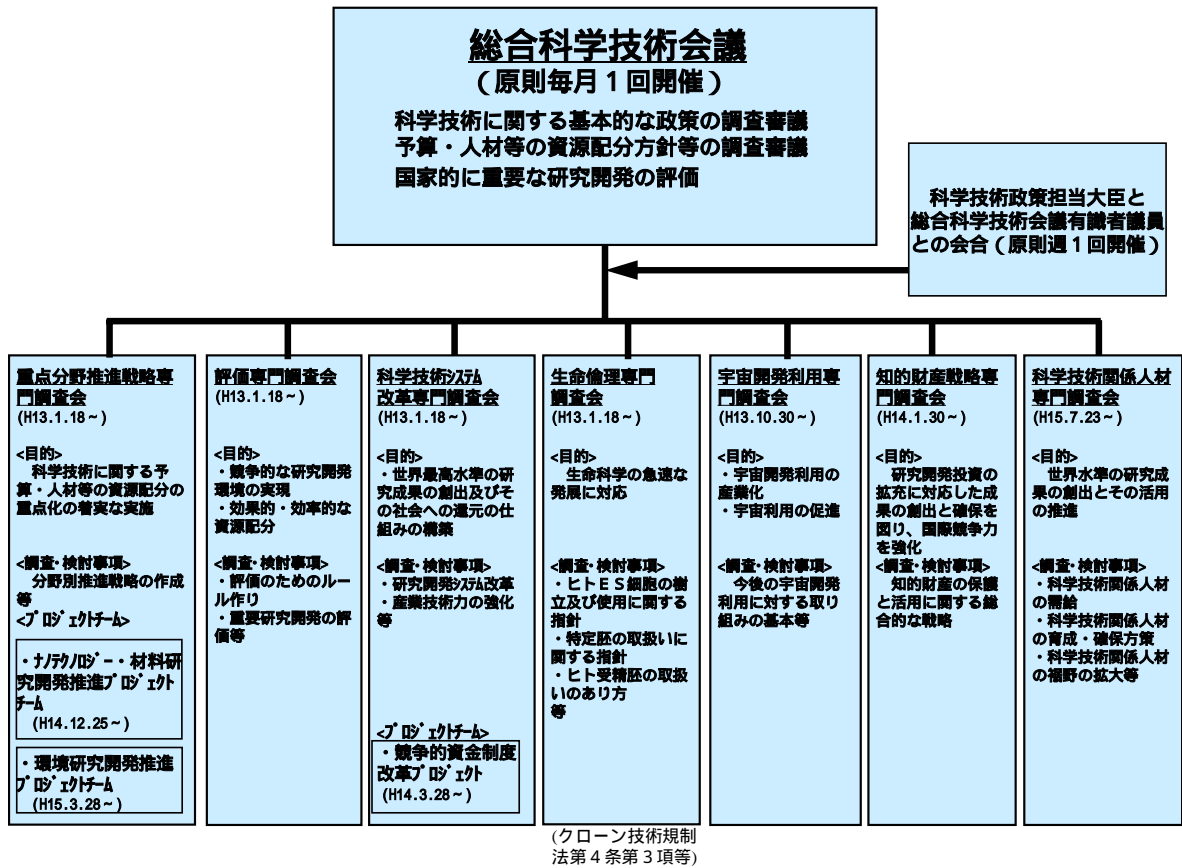 総合科学技術会議
（原則毎月１回開催）
科学技術に関する基本的な政策の調査審議
予算・人材等の資源配分方針等の調査審議
国家的に重要な研究開発の評価
科学技術政策担当大臣と
総合科学技術会議有識者議員
との会合（原則週１回開催）
重点分野推進戦略専
門調査会
(H13.1.18～)
<目的>
科学技術に関する予
算・人材等の資源配分の
重点化の着実な実施
<調査・検討事項>
分野別推進戦略の作成
等
<プロジェクトチーム>
・ナノテクノロジー・材料研
究開発推進プロジェクト
チーム
(H14.12.25～)
・環境研究開発推進
プロジェクトチーム
(H15.3.28～)
評価専門調査会
(H13.1.18～)
<目的>
・競争的な研究開発
環境の実現
・効果的・効率的な
資源配分
<調査・検討事項>
・評価のためのルー
ル作り
・重要研究開発の評
価等
科学技術システム
改革専門調査会
(H13.1.18～)
<目的>
・世界最高水準の研
究成果の創出及びそ
の社会への還元の仕
組みの構築
<調査・検討事項>
・研究開発システム改革
・産業技術力の強化
等
<プロジェクトチーム>
・競争的資金制度
改革プロジェクト
(H14.3.28～)
生命倫理専門
調査会
(H13.1.18～)
<目的>
生命科学の急速な
発展に対応
<調査・検討事項>
・ヒトＥＳ細胞の樹
立及び使用に関する
指針
・特定胚の取扱いに
関する指針
・ヒト受精胚の取扱
いのあり方
等
(クローン技術規制
法第４条第３項等)
宇宙開発利用専
門調査会
(H13.10.30～)
<目的>
・宇宙開発利用の
産業化
・宇宙利用の促進
<調査・検討事項>
今後の宇宙開発
利用に対する取り
組みの基本等
知的財産戦略専
門調査会
(H14.1.30～)
<目的>
研究開発投資の
拡充に対応した成
果の創出と確保を
図り、国際競争力
を強化
<調査・検討事項>
知的財産の保護
と活用に関する総
合的な戦略
科学技術関係人材
専門調査会
(H15.7.23～)
<目的>
世界水準の研究成
果の創出とその活用
の推進
<調査・検討事項>
・科学技術関係人材
の需給
・科学技術関係人材
の育成・確保方策
・科学技術関係人材
の裾野の拡大等